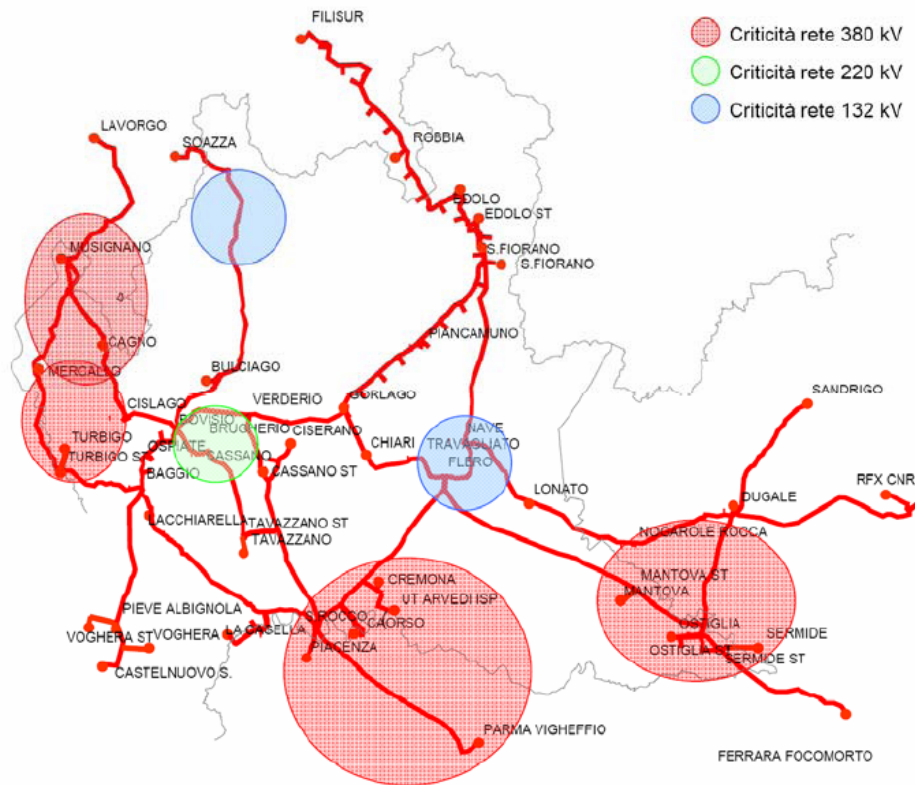 FILISUR
Criticità rete 380 kV
Criticità rete 220 kV
Criticità rete 132 kV
LAVORGO
SOAZZA
ROBBIA
EDOLO
EDOLO ST
S.FIORANO
S.FIORANO
MUSIGNANO
PIANCAMUNO
CAGNO
MERCALLO
BULCIAGO
CISLAGO
VERDERIO
GORLAGO
SANDRIGO
BOVISIO
BRUGHERIO
CISERANO
NAVE
TURBIGO
OSPIATE
CHIARI
TRAVAGLIATO
TURBIGO ST
CASSANO
FLERO
BAGGIO
CASSANO ST
RFX CNR
LONATO
DUGALE
LACCHIARELLA
TAVAZZANO ST
TAVAZZANO
NOGAROLE ROCCA
MANTOVA ST
CREMONA
MANTOVA
UT ARVEDI ISP
PIEVE ALBIGNOLA
S.ROCCO
CAORSO
OSTIGLIA
SERMIDE
VOGHERA ST
VOGHERA
LA CASELLA
PIACENZA
OSTIGLIA ST
SERMIDE ST
CASTELNUOVO S.
PARMA VIGHEFFIO
FERRARA FOCOMORTO